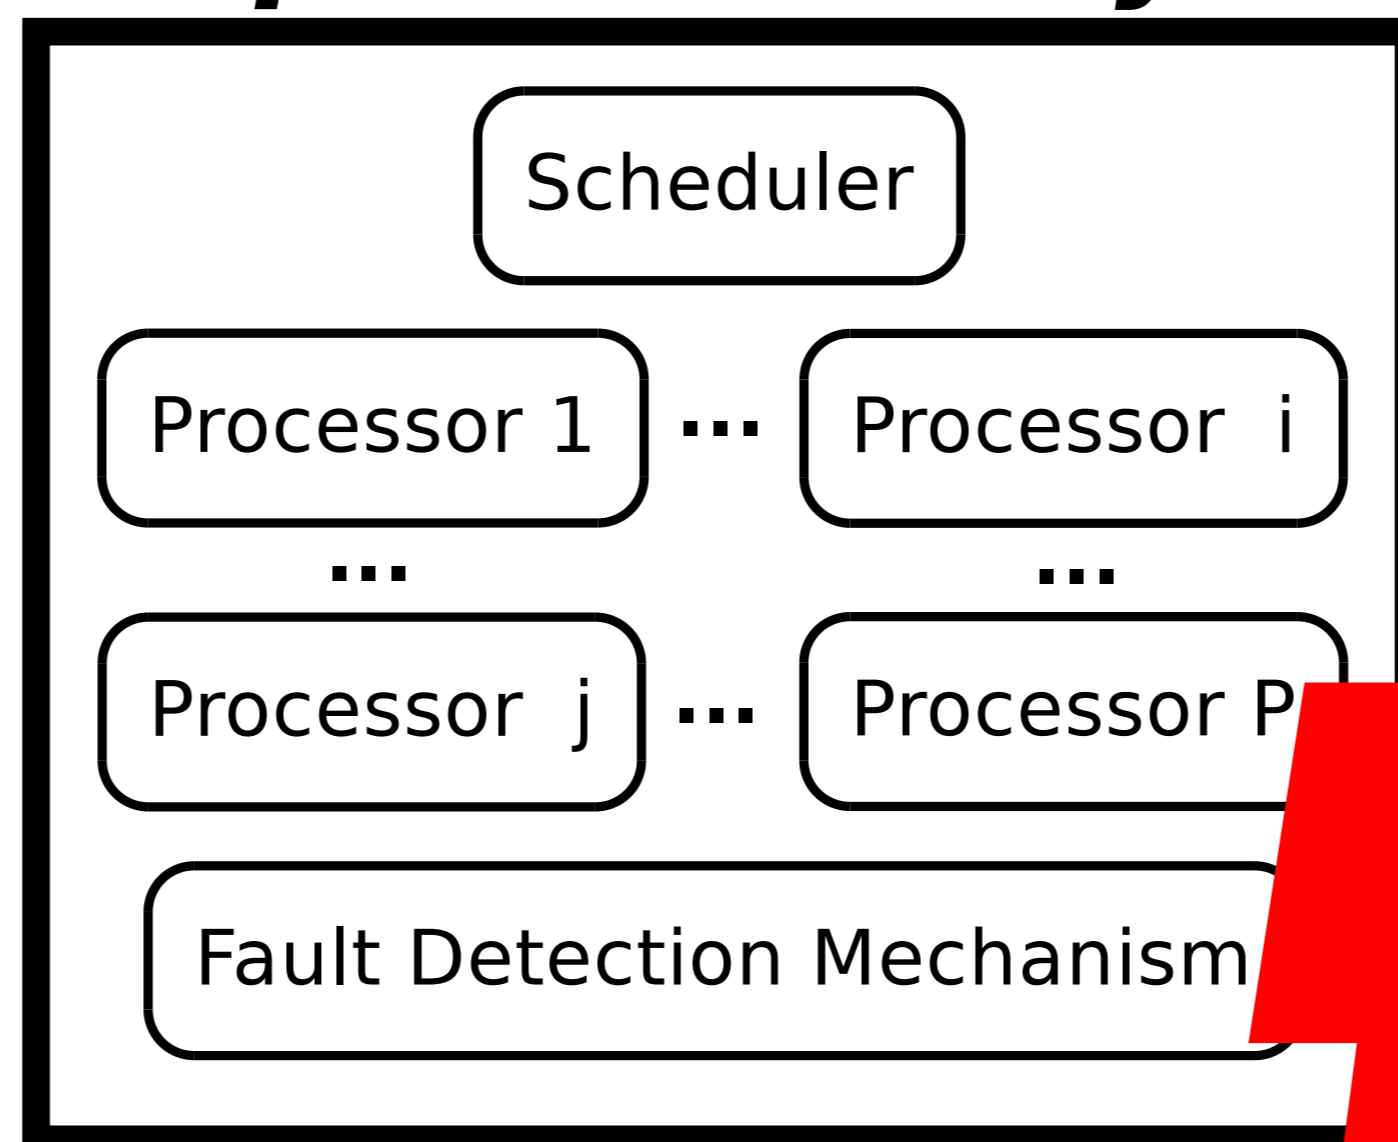 Scheduler
Processor 1 ... Processor i
... ...
Processor j ... Processor P
Fault Detection Mechanism